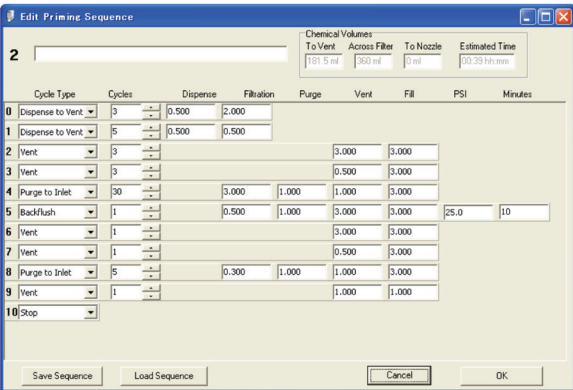 Edit Priming Sequence
Chemical Volumes
To Vent Across Filter To Nozzle Estimated Time
2 181.5 ml 360 ml 0 ml 00:39 hh:mm
Cycle Type Cycles Dispense Filtration Purge Vent Fill PSI Minutes
0 Dispense to Vent 3 0.500 2.000
1 Dispense to Vent 5 0.500 0.500
2 Vent 3 3.000 3.000
3 Vent 3 0.500 3.000
4 Purge to Inlet 30 3.000 1.000 1.000 3.000
5 Backflush 1 0.500 1.000 3.000 3.000 25.0 10
6 Vent 1 3.000 3.000
7 Vent 1 0.500 3.000
8 Purge to Inlet 5 0.300 1.000 1.000 3.000
9 Vent 1 1.000 1.000
10 Stop
Save Sequence Load Sequence Cancel OK